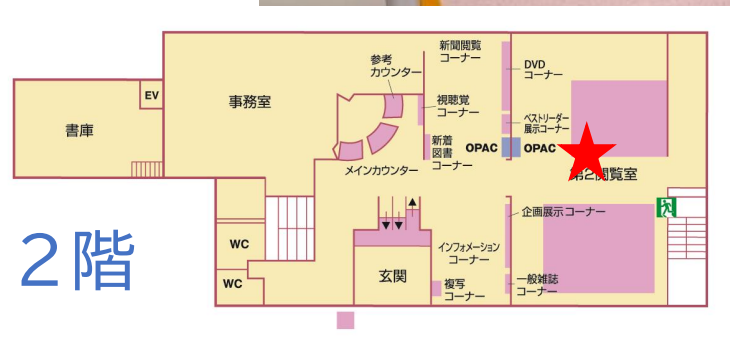 新聞閲覧
コーナー
参考
カウンター
DVD
コーナー
EV
事務室
視聴覚
コーナー
書庫
ベストリーダー
展示コーナー
新着
図書
コーナー
OPAC
OPAC
メインカウンター
第2閲覧室
企画展示コーナー
2階
WC
インフォメーション
コーナー
WC
玄関
複写
コーナー
一般雑誌
コーナー